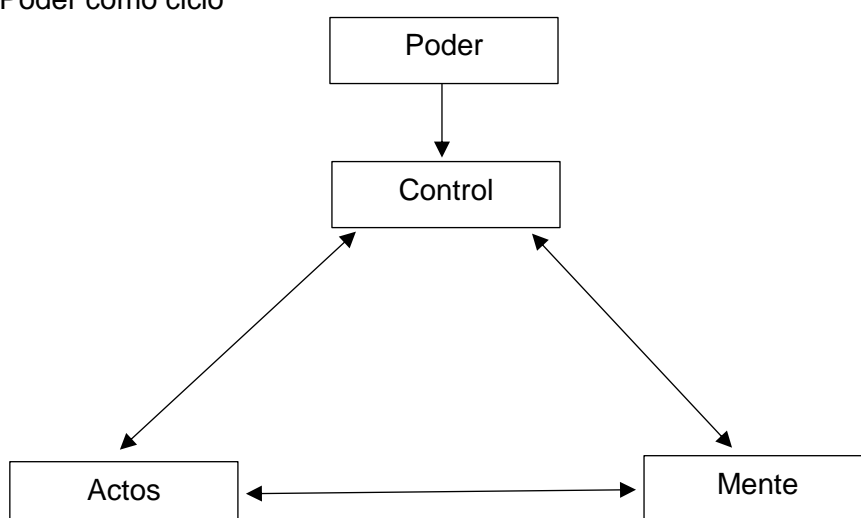 Poder como ciclo
Poder
Control
Actos
Mente